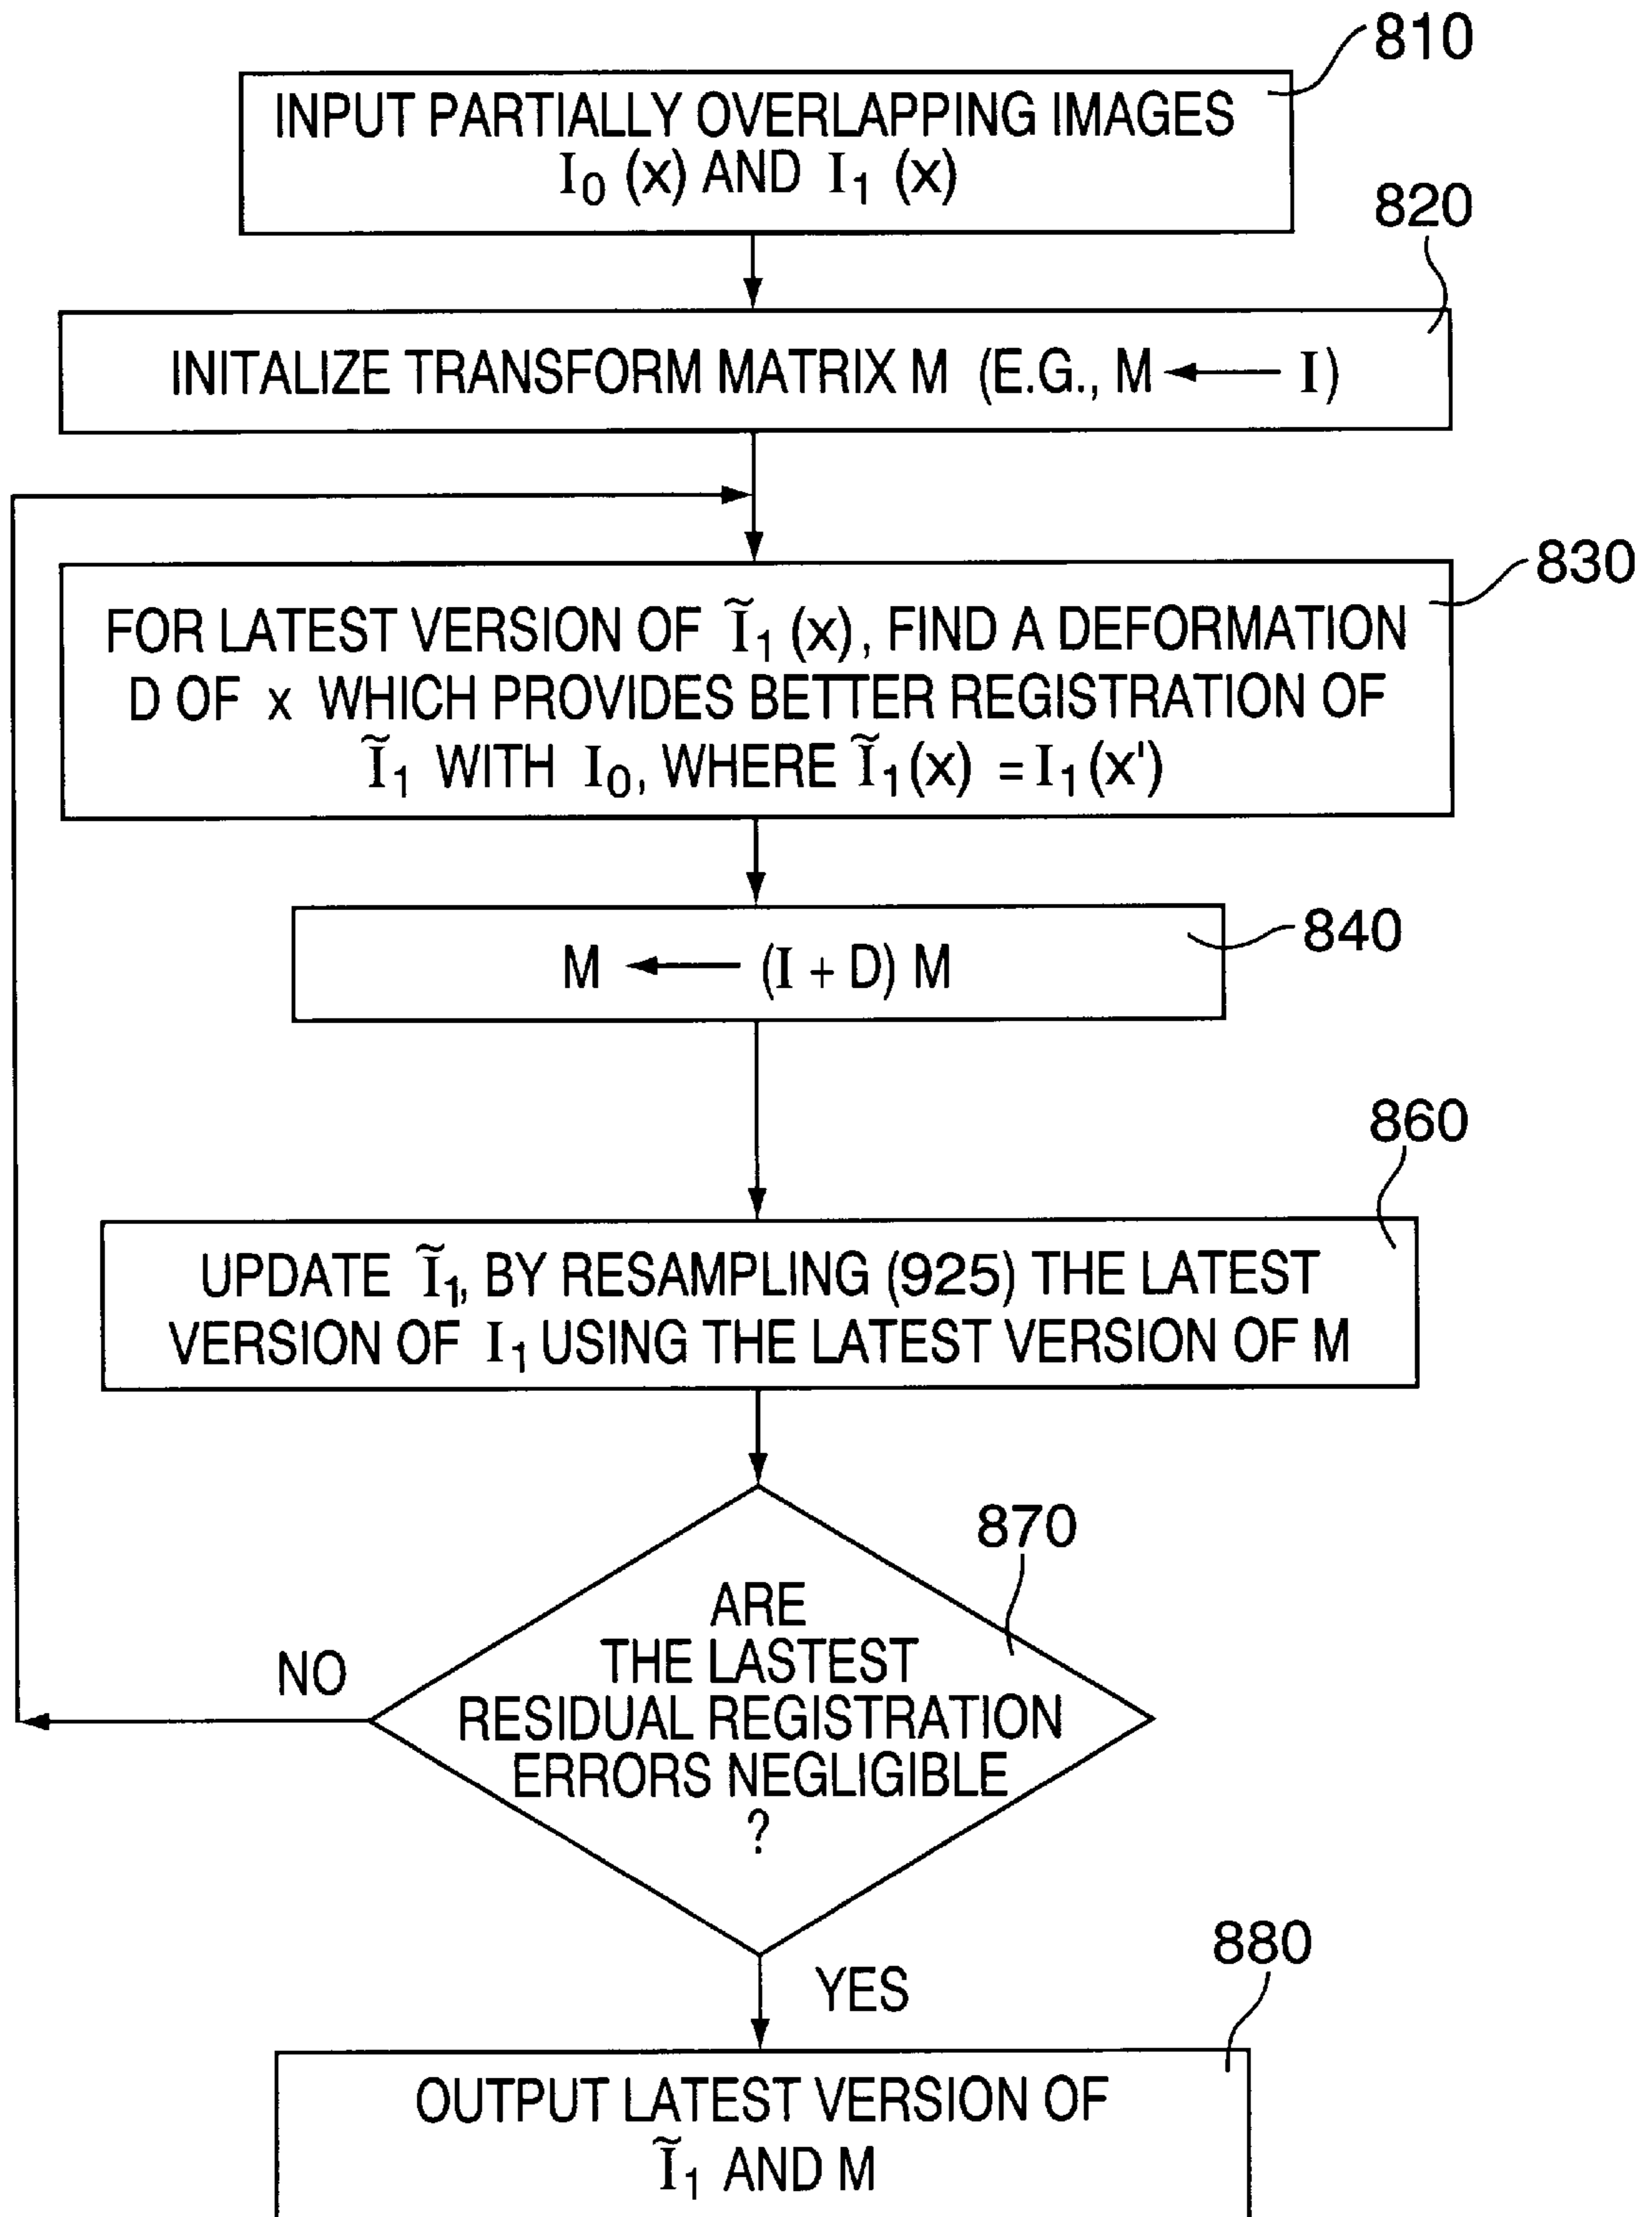 810
INPUT PARTIALLY OVERLAPPING IMAGES
I₀ (x) AND I₁ (x)
820
INITALIZE TRANSFORM MATRIX M (E.G., M ← I)
830
FOR LATEST VERSION OF Ĩ₁ (x), FIND A DEFORMATION
D OF x WHICH PROVIDES BETTER REGISTRATION OF
Ĩ₁ WITH I₀, WHERE Ĩ₁(x) = I₁(x')
840
M ← (I + D) M
860
UPDATE Ĩ₁, BY RESAMPLING (925) THE LATEST
VERSION OF I₁ USING THE LATEST VERSION OF M
870
ARE
THE LASTEST
RESIDUAL REGISTRATION
ERRORS NEGLIGIBLE
?
NO
YES
880
OUTPUT LATEST VERSION OF
Ĩ₁ AND M